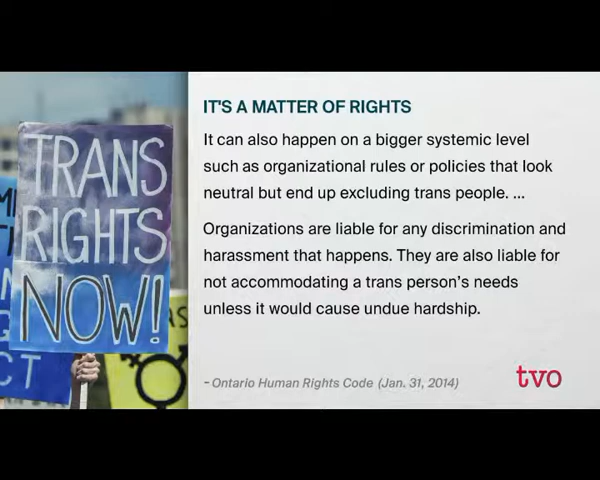 IT'S A MATTER OF RIGHTS
It can also happen on a bigger systemic level
such as organizational rules or policies that look
neutral but end up excluding trans people. ...
Organizations are liable for any discrimination and
harassment that happens. They are also liable for
not accommodating a trans person's needs
unless it would cause undue hardship.
– Ontario Human Rights Code (Jan. 31, 2014)
tvo
TRANS
RIGHTS
NOW!
CT